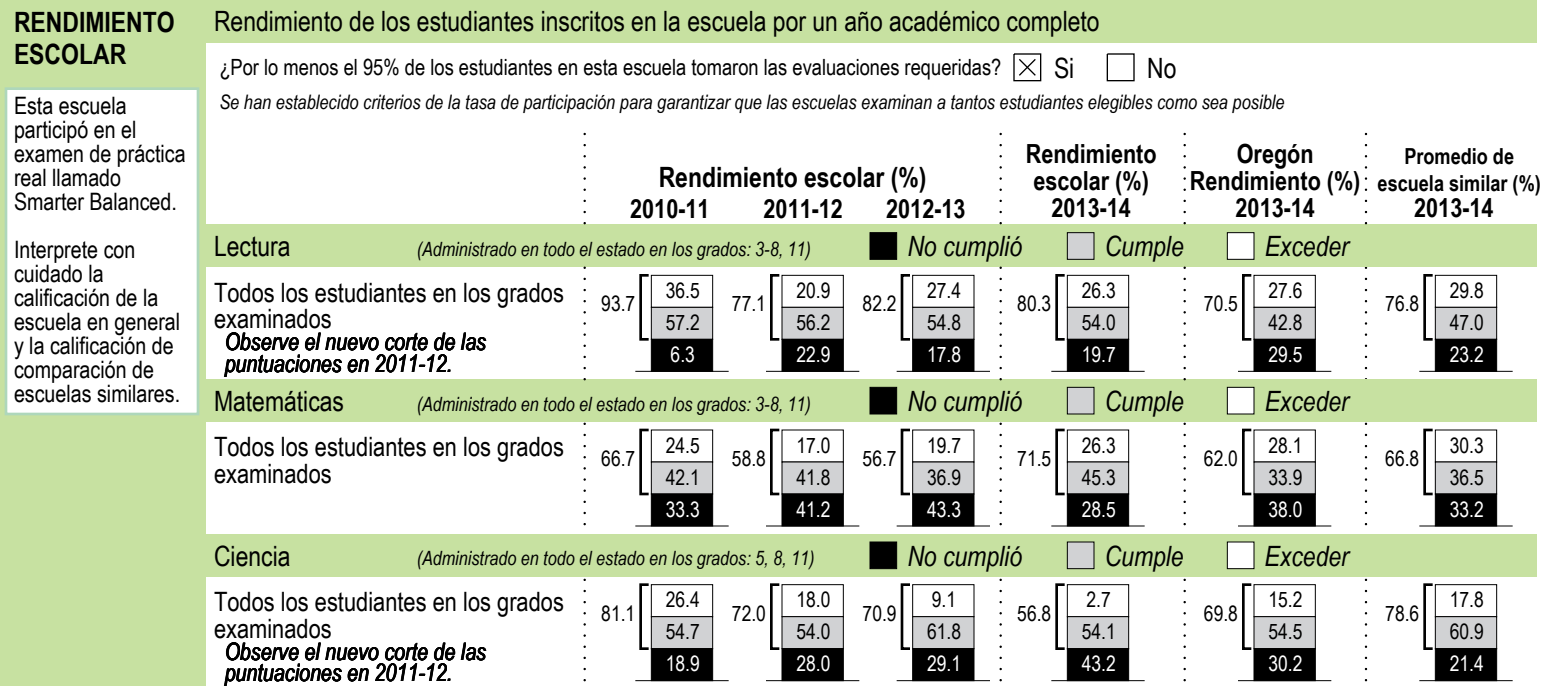 RENDIMIENTO
ESCOLAR
Esta escuela
participó en el
examen de práctica
real llamado
Smarter Balanced.
Interprete con
cuidado la
calificación de la
escuela en general
y la calificación de
comparación de
escuelas similares.
Rendimiento de los estudiantes inscritos en la escuela por un año académico completo
¿Por lo menos el 95% de los estudiantes en esta escuela tomaron las evaluaciones requeridas? Si No
Se han establecido criterios de la tasa de participación para garantizar que las escuelas examinan a tantos estudiantes elegibles como sea posible
Rendimiento escolar (%)
2010-11 2011-12 2012-13
Rendimiento
escolar (%)
2013-14
Oregón
Rendimiento (%)
2013-14
Promedio de
escuela similar (%)
2013-14
Lectura (Administrado en todo el estado en los grados: 3-8, 11) No cumplió Cumple Exceder
Todos los estudiantes en los grados
examinados
Observe el nuevo corte de las
puntuaciones en 2011-12.
93.7 77.1 82.2 80.3 70.5 76.8
36.5 20.9 27.4 26.3 27.6 29.8
57.2 56.2 54.8 54.0 42.8 47.0
6.3 22.9 17.8 19.7 29.5 23.2
Matemáticas (Administrado en todo el estado en los grados: 3-8, 11) No cumplió Cumple Exceder
Todos los estudiantes en los grados
examinados
66.7 58.8 56.7 71.5 62.0 66.8
24.5 17.0 19.7 26.3 28.1 30.3
42.1 41.8 36.9 45.3 33.9 36.5
33.3 41.2 43.3 28.5 38.0 33.2
Ciencia (Administrado en todo el estado en los grados: 5, 8, 11) No cumplió Cumple Exceder
Todos los estudiantes en los grados
examinados
Observe el nuevo corte de las
puntuaciones en 2011-12.
81.1 72.0 70.9 56.8 69.8 78.6
26.4 18.0 9.1 2.7 15.2 17.8
54.7 54.0 61.8 54.1 54.5 60.9
18.9 28.0 29.1 43.2 30.2 21.4